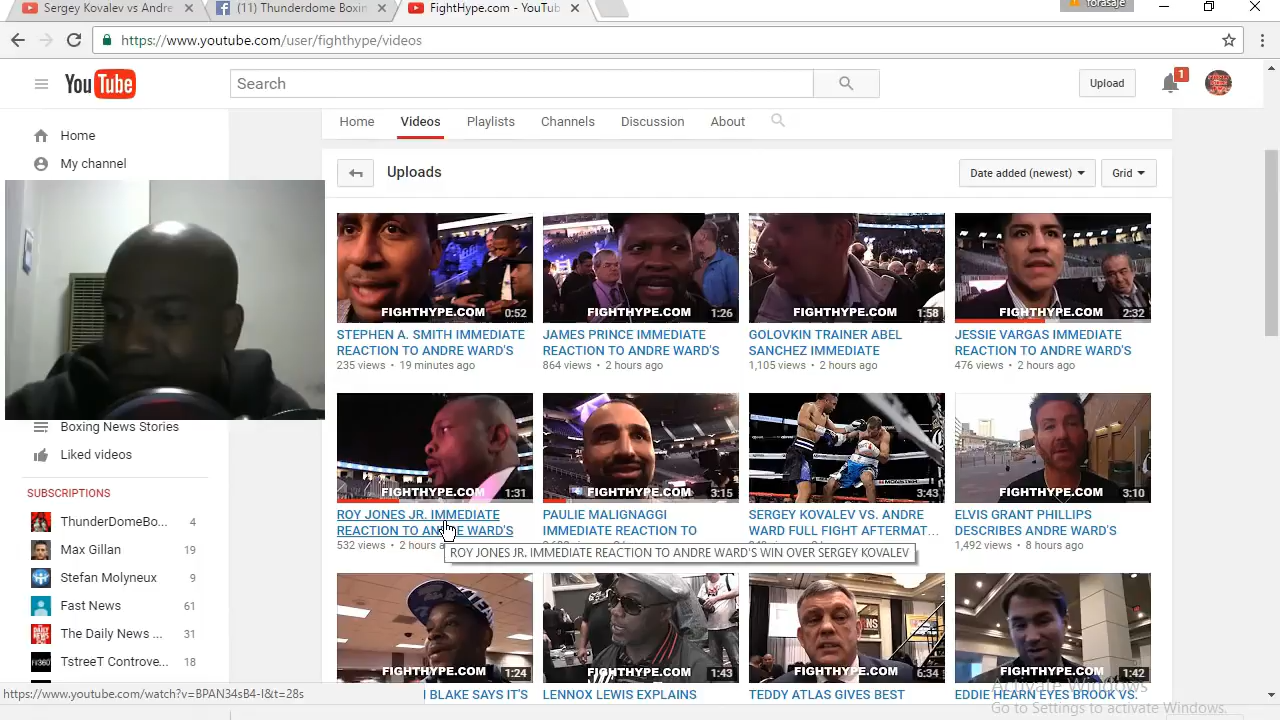 Sergey Kovalev vs Andre
(11) Thunderdome Boxin
FightHype.com - YouTub
https://www.youtube.com/user/fighthype/videos
YouTube
Search
Upload
1
Home
My channel
Boxing News Stories
Liked videos
SUBSCRIPTIONS
ThunderDomeBo... 4
Max Gillan 19
Stefan Molyneux 9
Fast News 61
The Daily News ... 31
TstreeT Controve... 18
Home Videos Playlists Channels Discussion About
Uploads
Date added (newest)
Grid
FIGHTHYPE.COM 0:52
STEPHEN A. SMITH IMMEDIATE
REACTION TO ANDRE WARD'S
235 views • 19 minutes ago
FIGHTHYPE.COM 1:26
JAMES PRINCE IMMEDIATE
REACTION TO ANDRE WARD'S
864 views • 2 hours ago
FIGHTHYPE.COM 1:58
GOLOVKIN TRAINER ABEL
SANCHEZ IMMEDIATE
1,105 views • 2 hours ago
FIGHTHYPE.COM 2:32
JESSIE VARGAS IMMEDIATE
REACTION TO ANDRE WARD'S
476 views • 2 hours ago
FIGHTHYPE.COM 1:31
ROY JONES JR. IMMEDIATE
REACTION TO ANDRE WARD'S
532 views • 2 hours a
ROY JONES JR. IMMEDIATE REACTION TO ANDRE WARD'S WIN OVER SERGEY KOVALEV
FIGHTHYPE.COM 3:15
PAULIE MALIGNAGGI
IMMEDIATE REACTION TO
FIGHTHYPE.COM 3:43
SERGEY KOVALEV VS. ANDRE
WARD FULL FIGHT AFTERMAT...
FIGHTHYPE.COM 3:10
ELVIS GRANT PHILLIPS
DESCRIBES ANDRE WARD'S
1,492 views • 8 hours ago
FIGHTHYPE.COM 1:24
I BLAKE SAYS IT'S
FIGHTHYPE.COM 1:43
LENNOX LEWIS EXPLAINS
FIGHTHYPE.COM 6:34
TEDDY ATLAS GIVES BEST
FIGHTHYPE.COM 1:42
EDDIE HEARN EYES BROOK VS.
Activate Windows
Go to Settings to activate Windows.